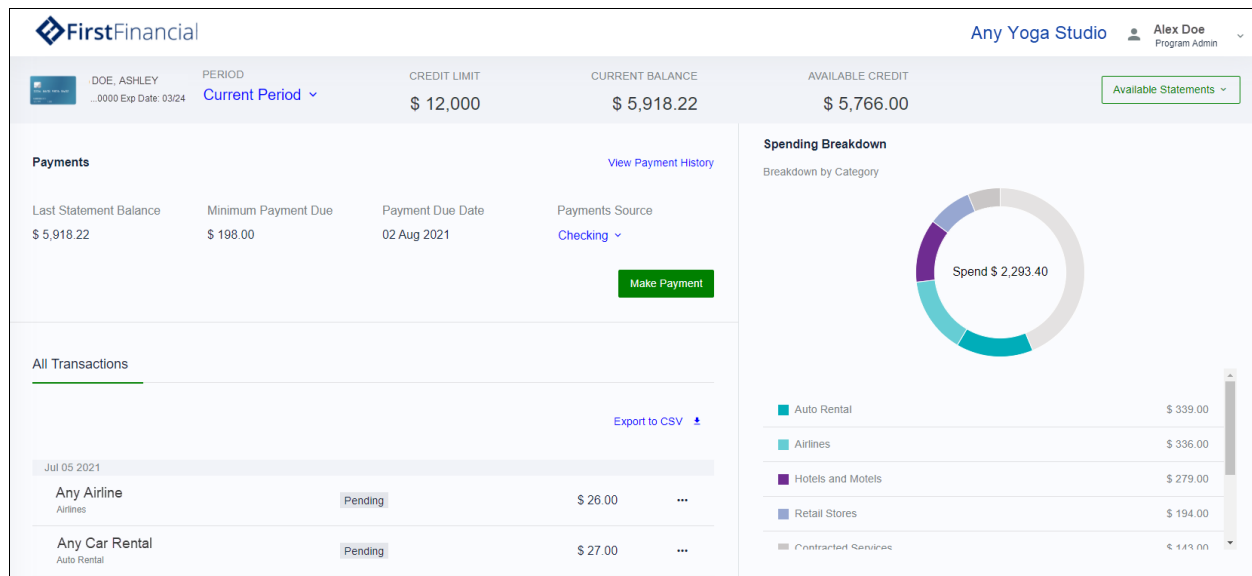 FirstFinancial
Any Yoga Studio
Alex Doe
Program Admin
DOE, ASHLEY
...0000 Exp Date: 03/24
PERIOD
Current Period
CREDIT LIMIT
$ 12,000
CURRENT BALANCE
$ 5,918.22
AVAILABLE CREDIT
$ 5,766.00
Available Statements
Payments
View Payment History
Last Statement Balance
$ 5,918.22
Minimum Payment Due
$ 198.00
Payment Due Date
02 Aug 2021
Payments Source
Checking
Make Payment
All Transactions
Export to CSV
Jul 05 2021
Any Airline
Airlines
Pending
$ 26.00
Any Car Rental
Auto Rental
Pending
$ 27.00
Spending Breakdown
Breakdown by Category
Spend $ 2,293.40
Auto Rental $ 339.00
Airlines $ 336.00
Hotels and Motels $ 279.00
Retail Stores $ 194.00
Contracted Services $ 143.00